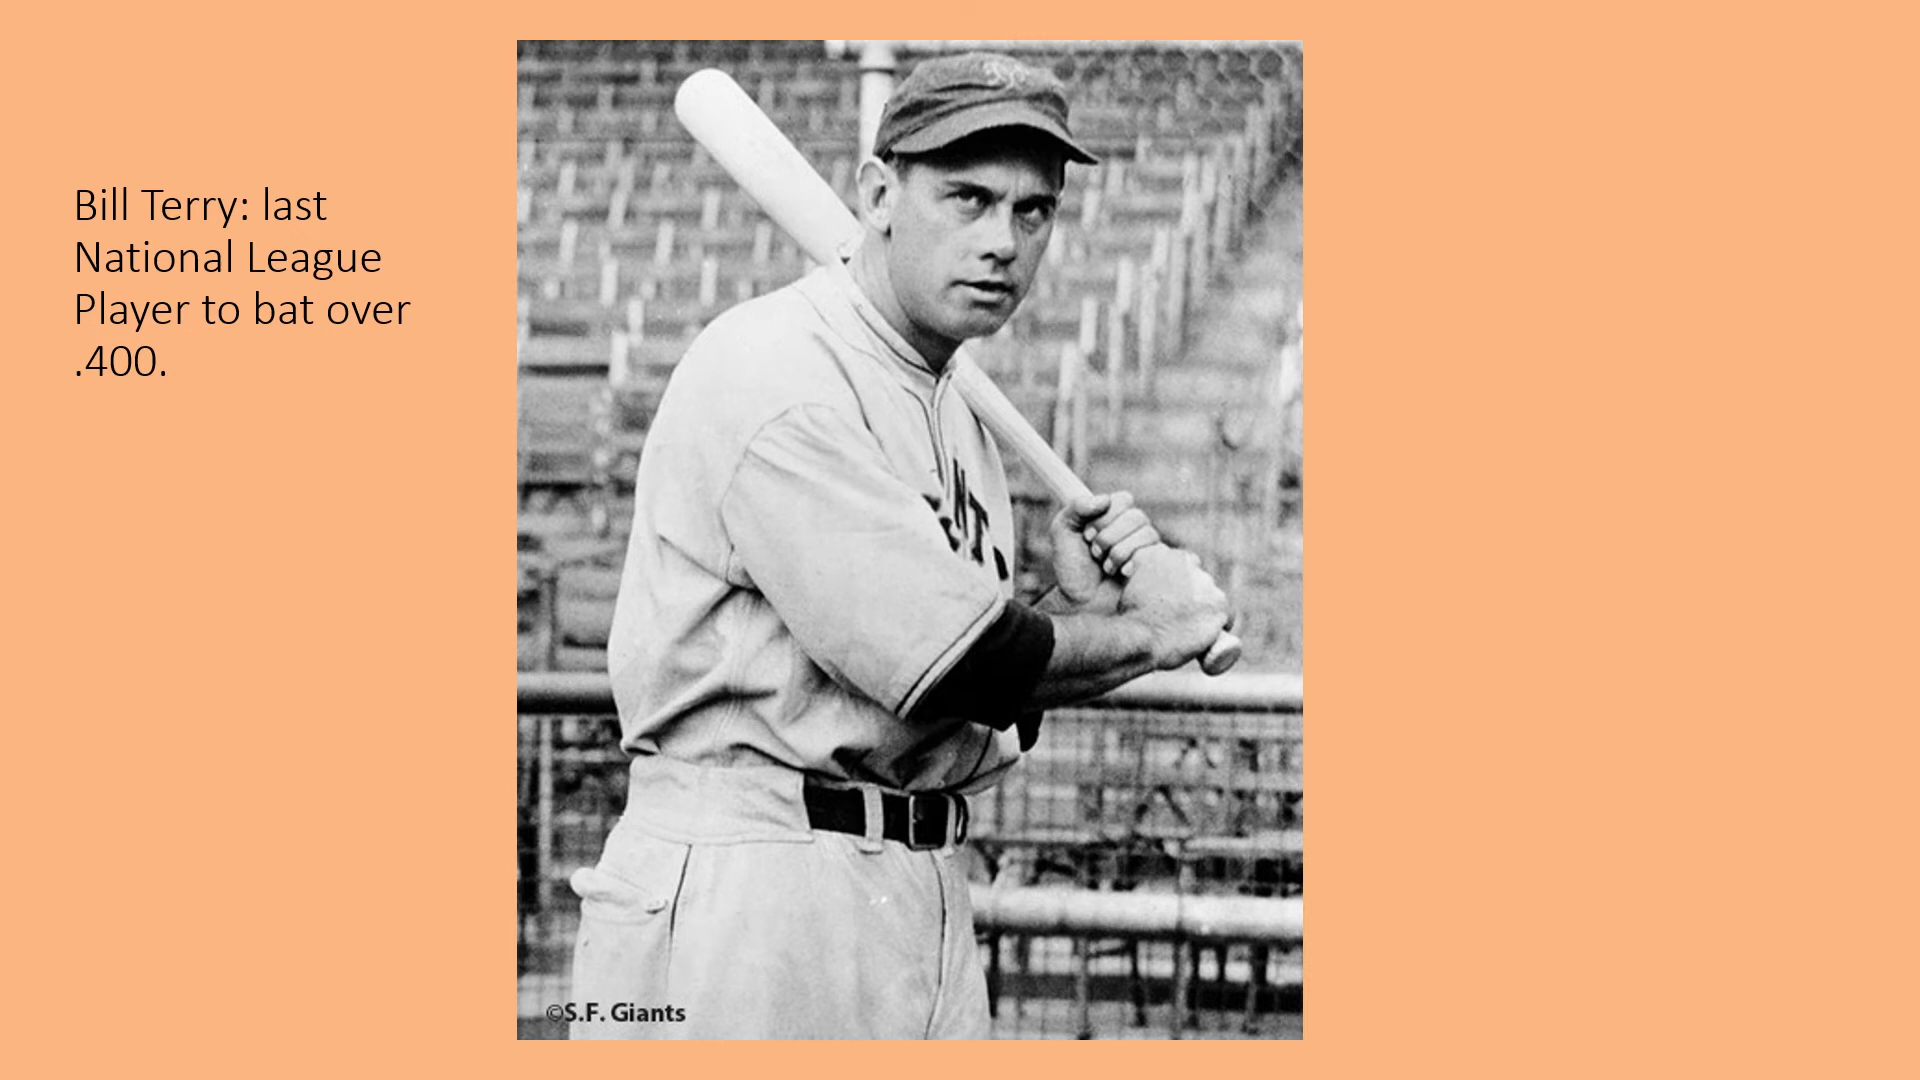 Bill Terry: last
National League
Player to bat over
.400.
©S.F. Giants